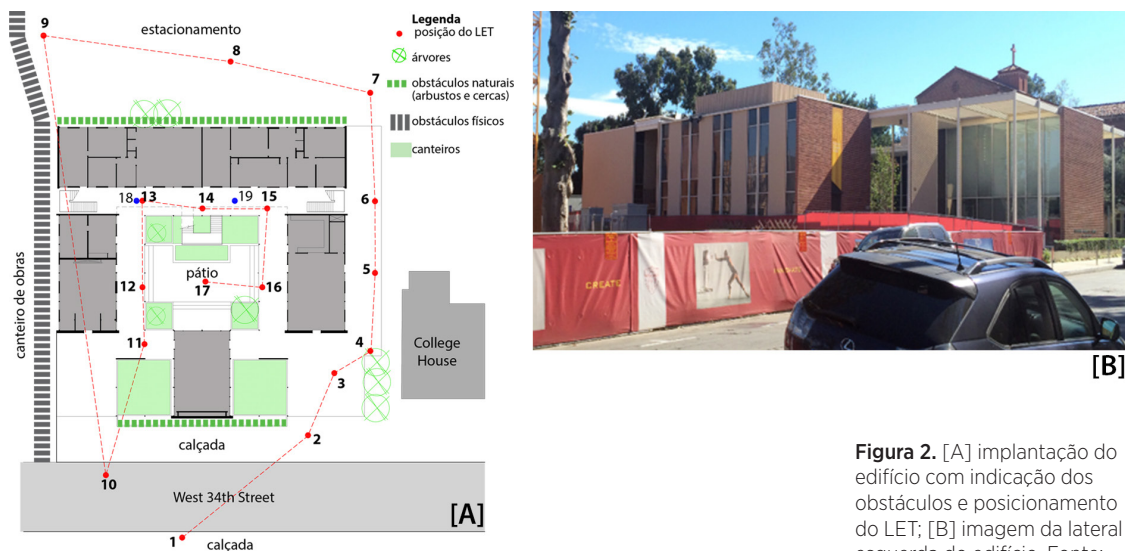 9
estacionamento
8
7
Legenda
posição do LET
árvores
obstáculos naturais
(arbustos e cercas)
obstáculos físicos
canteiros
18
13
14
19
15
6
canteiro de obras
12
pátio
17
16
5
11
4
3
College
House
2
calçada
10
West 34th Street
[A]
1
calçada
CREATE
[B]
Figura 2. [A] implantação do
edifício com indicação dos
obstáculos e posicionamento
do LET; [B] imagem da lateral